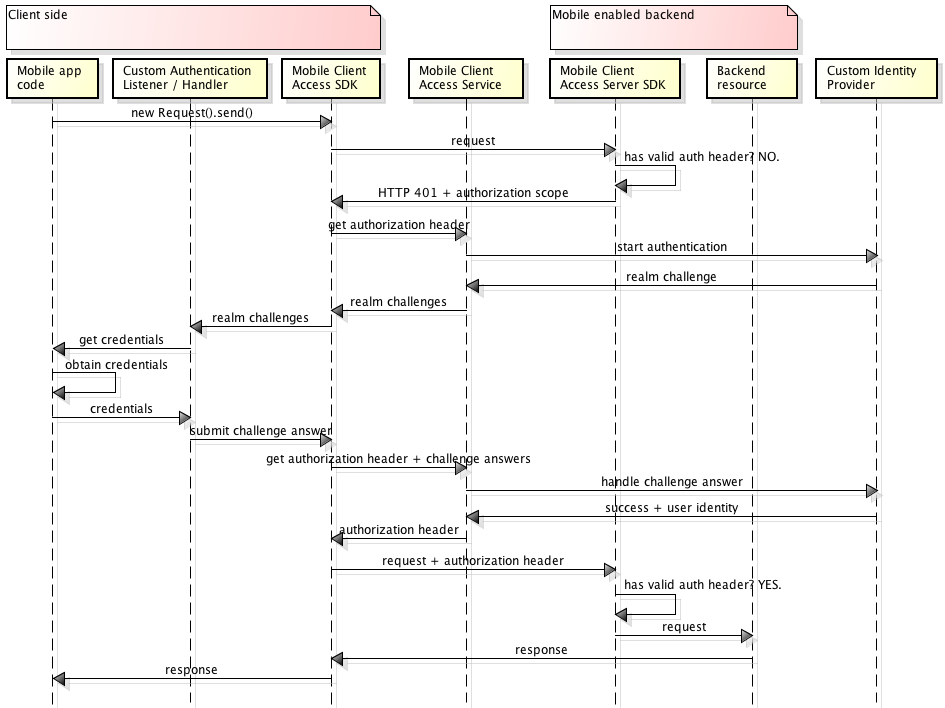 Client side
Mobile enabled backend
Mobile app
code
Custom Authentication
Listener / Handler
Mobile Client
Access SDK
Mobile Client
Access Service
Mobile Client
Access Server SDK
Backend
resource
Custom Identity
Provider
new Request().send()
request
has valid auth header? NO.
HTTP 401 + authorization scope
get authorization header
start authentication
realm challenge
realm challenges
realm challenges
get credentials
obtain credentials
credentials
submit challenge answer
get authorization header + challenge answers
handle challenge answer
success + user identity
authorization header
request + authorization header
has valid auth header? YES.
request
response
response